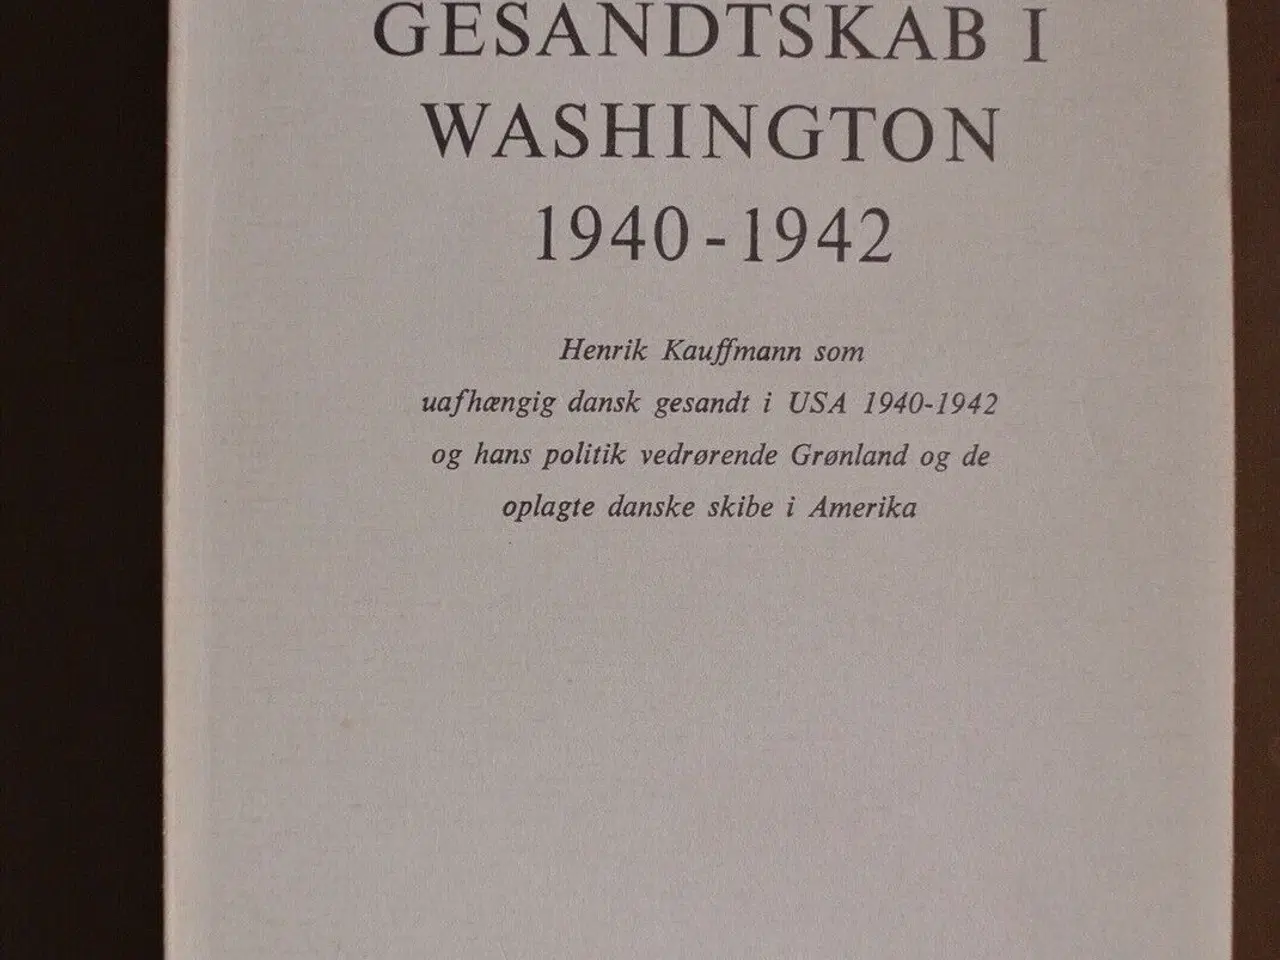 GESANDTSKAB I
WASHINGTON
1940-1942
Henrik Kauffmann som
uafhængig dansk gesandt i USA 1940-1942
og hans politik vedrørende Grønland og de
oplagte danske skibe i Amerika